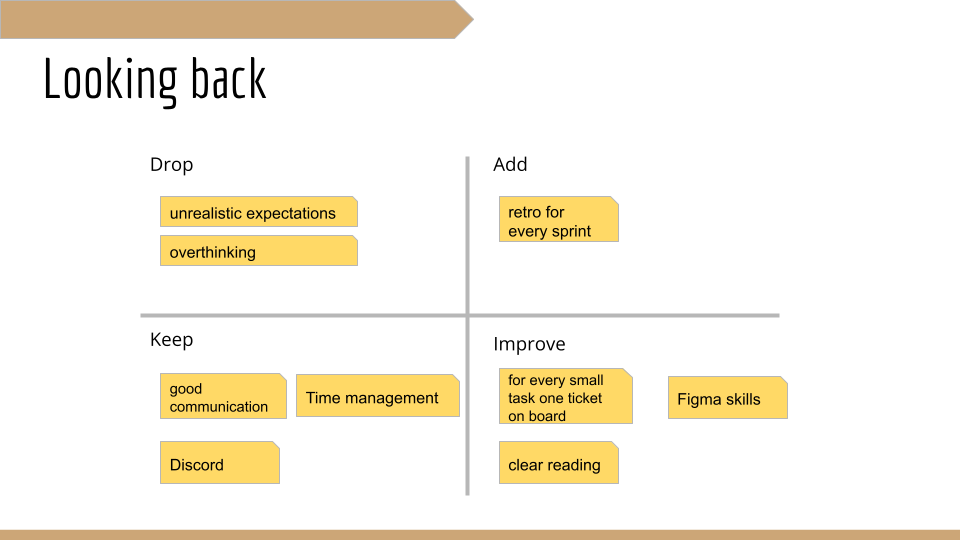 Looking back
Drop
unrealistic expectations
overthinking
Add
retro for
every sprint
Keep
good
communication
Time management
Discord
Improve
for every small
task one ticket
on board
Figma skills
clear reading